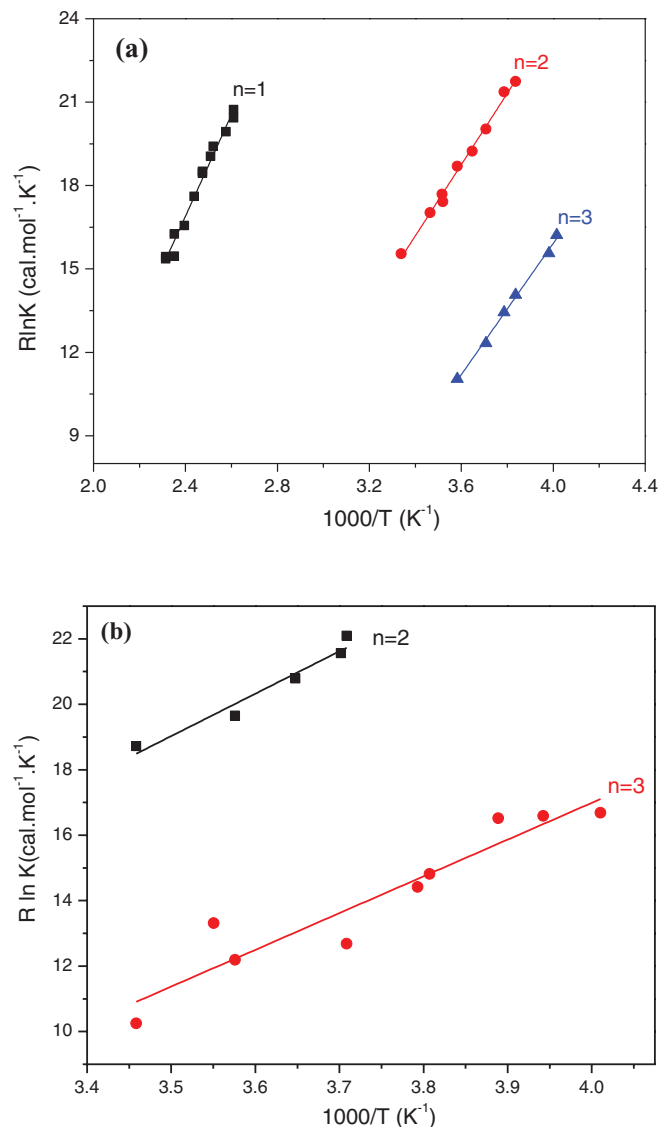 (a)
n=1
n=2
n=3
24
21
18
15
12
9
RlnK (cal.mol⁻¹.K⁻¹)
2.0 2.4 2.8 3.2 3.6 4.0 4.4
1000/T (K⁻¹)
(b)
n=2
n=3
22
20
18
16
14
12
10
R ln K(cal.mol⁻¹.K⁻¹)
3.4 3.5 3.6 3.7 3.8 3.9 4.0
1000/T (K⁻¹)